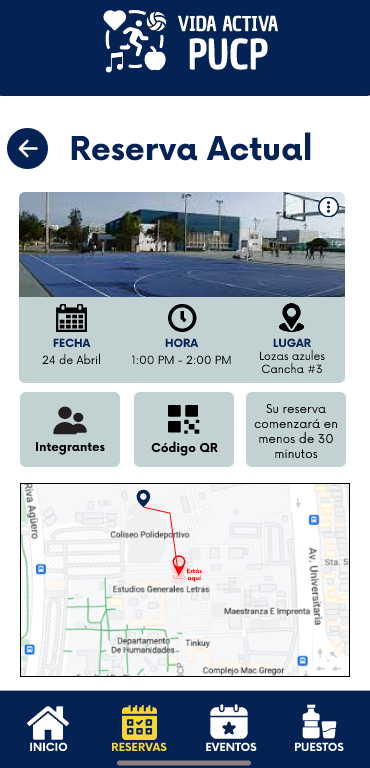 VIDA ACTIVA
PUCP
Reserva Actual
FECHA
24 de Abril
HORA
1:00 PM - 2:00 PM
LUGAR
Lozas azules
Cancha #3
Integrantes
Código QR
Su reserva
comenzará en
menos de 30
minutos
Riva Agüero
Coliseo Polideportivo
Estás
aquí
Estudios Generales Letras
Av. Universitaria
Sta. S
Maestranza E Imprenta
Departamento
De Humanidades
Tinkuy
Complejo Mac Gregor
INICIO
RESERVAS
EVENTOS
PUESTOS